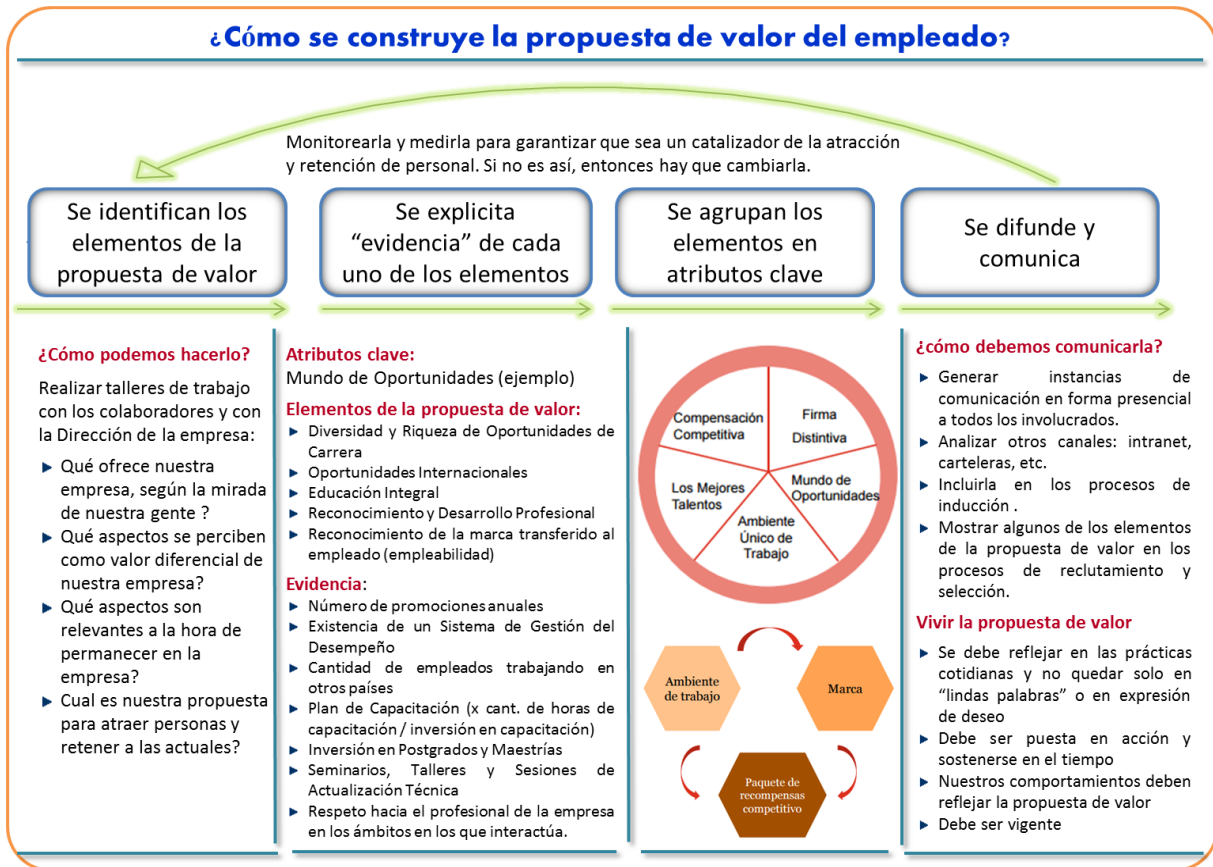 ¿Cómo se construye la propuesta de valor del empleado?
Monitorearla y medirla para garantizar que sea un catalizador de la atracción
y retención de personal. Si no es así, entonces hay que cambiarla.
Se identifican los
elementos de la
propuesta de valor
Se explicita
“evidencia” de cada
uno de los elementos
Se agrupan los
elementos en
atributos clave
Se difunde y
comunica
¿Cómo podemos hacerlo?
Realizar talleres de trabajo
con los colaboradores y con
la Dirección de la empresa:
Qué ofrece nuestra
empresa, según la mirada
de nuestra gente ?
Qué aspectos se perciben
como valor diferencial de
nuestra empresa?
Qué aspectos son
relevantes a la hora de
permanecer en la
empresa?
Cual es nuestra propuesta
para atraer personas y
retener a las actuales?
Atributos clave:
Mundo de Oportunidades (ejemplo)
Elementos de la propuesta de valor:
Diversidad y Riqueza de Oportunidades de
Carrera
Oportunidades Internacionales
Educación Integral
Reconocimiento y Desarrollo Profesional
Reconocimiento de la marca transferido al
empleado (empleabilidad)
Evidencia:
Número de promociones anuales
Existencia de un Sistema de Gestión del
Desempeño
Cantidad de empleados trabajando en
otros países
Plan de Capacitación (x cant. de horas de
capacitación / inversión en capacitación)
Inversión en Postgrados y Maestrías
Seminarios, Talleres y Sesiones de
Actualización Técnica
Respeto hacia el profesional de la empresa
en los ámbitos en los que interactúa.
Compensación
Competitiva
Firma
Distintiva
Los Mejores
Talentos
Mundo de
Oportunidades
Ambiente
Único de
Trabajo
Ambiente
de trabajo
Marca
Paquete de
recompensas
competitivo
¿cómo debemos comunicarla?
Generar instancias de
comunicación en forma presencial
a todos los involucrados.
Analizar otros canales: intranet,
carteleras, etc.
Incluirla en los procesos de
inducción .
Mostrar algunos de los elementos
de la propuesta de valor en los
procesos de reclutamiento y
selección.
Vivir la propuesta de valor
Se debe reflejar en las prácticas
cotidianas y no quedar solo en
“lindas palabras” o en expresión
de deseo
Debe ser puesta en acción y
sostenerse en el tiempo
Nuestros comportamientos deben
reflejar la propuesta de valor
Debe ser vigente